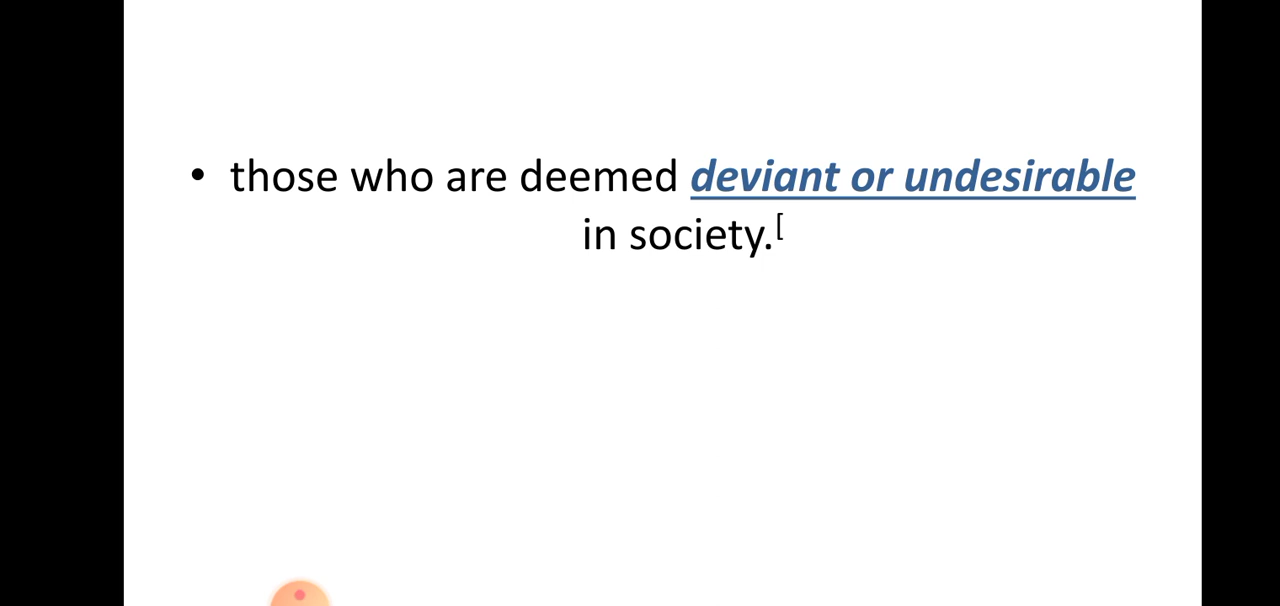 • those who are deemed deviant or undesirable
in society.[